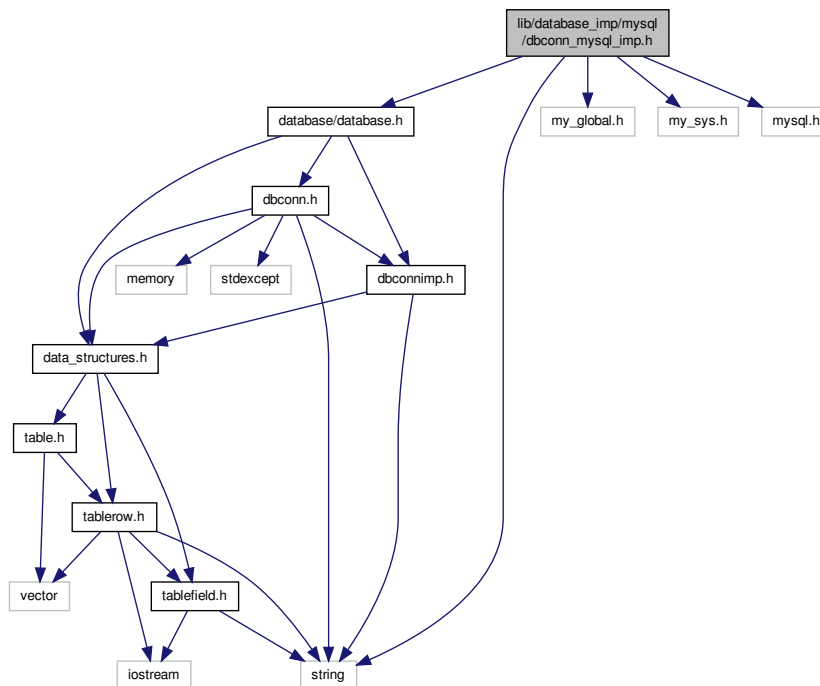 lib/database_imp/mysql
/dbconn_mysql_imp.h
database/database.h
my_global.h
my_sys.h
mysql.h
dbconn.h
memory
stdexcept
dbconnimp.h
data_structures.h
table.h
tablerow.h
vector
tablefield.h
iostream
string